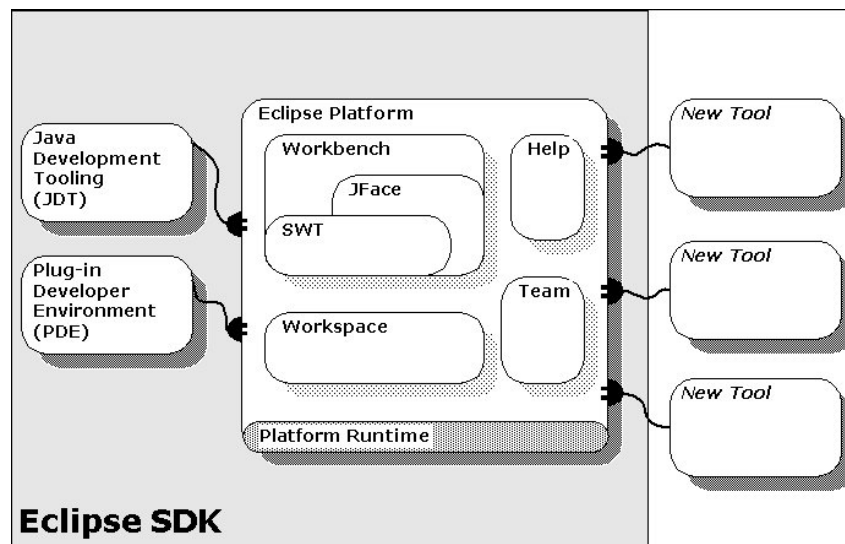 Java
Development
Tooling
(JDT)
Plug-in
Developer
Environment
(PDE)
Eclipse Platform
Workbench
JFace
SWT
Workspace
Help
Team
Platform Runtime
New Tool
New Tool
New Tool
Eclipse SDK